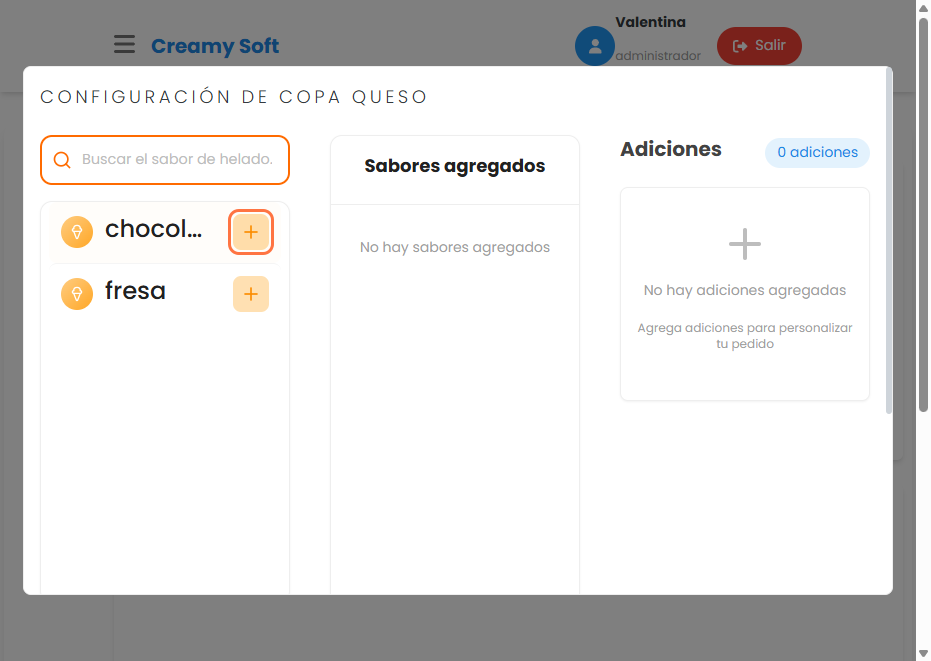 Creamy Soft
Valentina
administrador
Salir
CONFIGURACIÓN DE COPA QUESO
Buscar el sabor de helado.
chocol...
fresa
Sabores agregados
No hay sabores agregados
Adiciones
0 adiciones
No hay adiciones agregadas
Agrega adiciones para personalizar
tu pedido